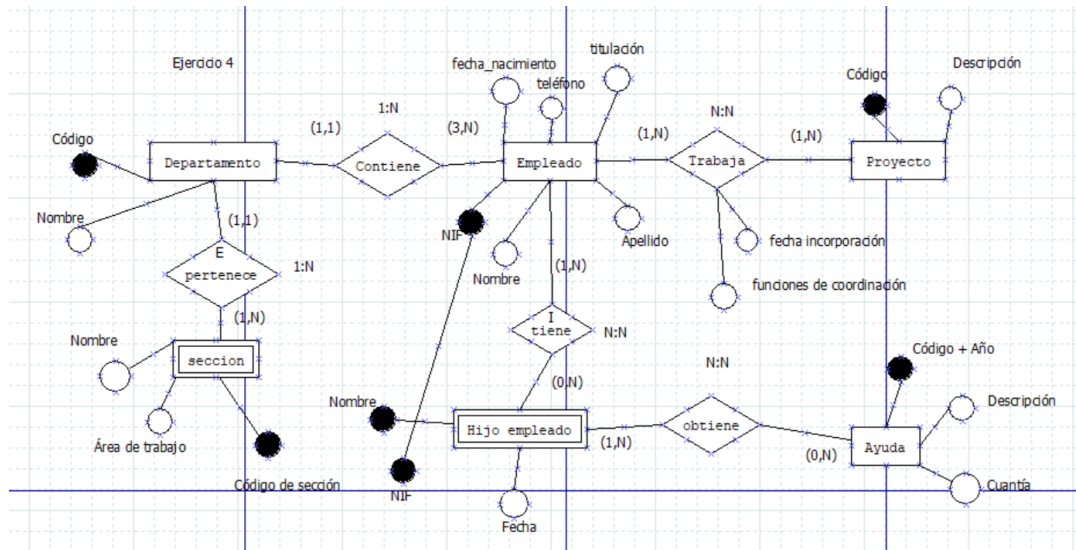 Ejercicio 4
fecha_nacimiento
teléfono
titulación
Código
Descripción
1:N
N:N
Código
(1,1)
(3,N)
(1,N)
(1,N)
Departamento
Contiene
Empleado
Trabaja
Proyecto
Nombre
(1,1)
NIF
Nombre
Apellido
fecha incorporación
E
pertenece
1:N
(1,N)
funciones de coordinación
(1,N)
I
tiene
N:N
Nombre
seccion
N:N
Código + Año
(0,N)
Nombre
Descripción
Hijo empleado
(1,N)
obtiene
(0,N)
Ayuda
Área de trabajo
Código de sección
NIF
Fecha
Cuantía